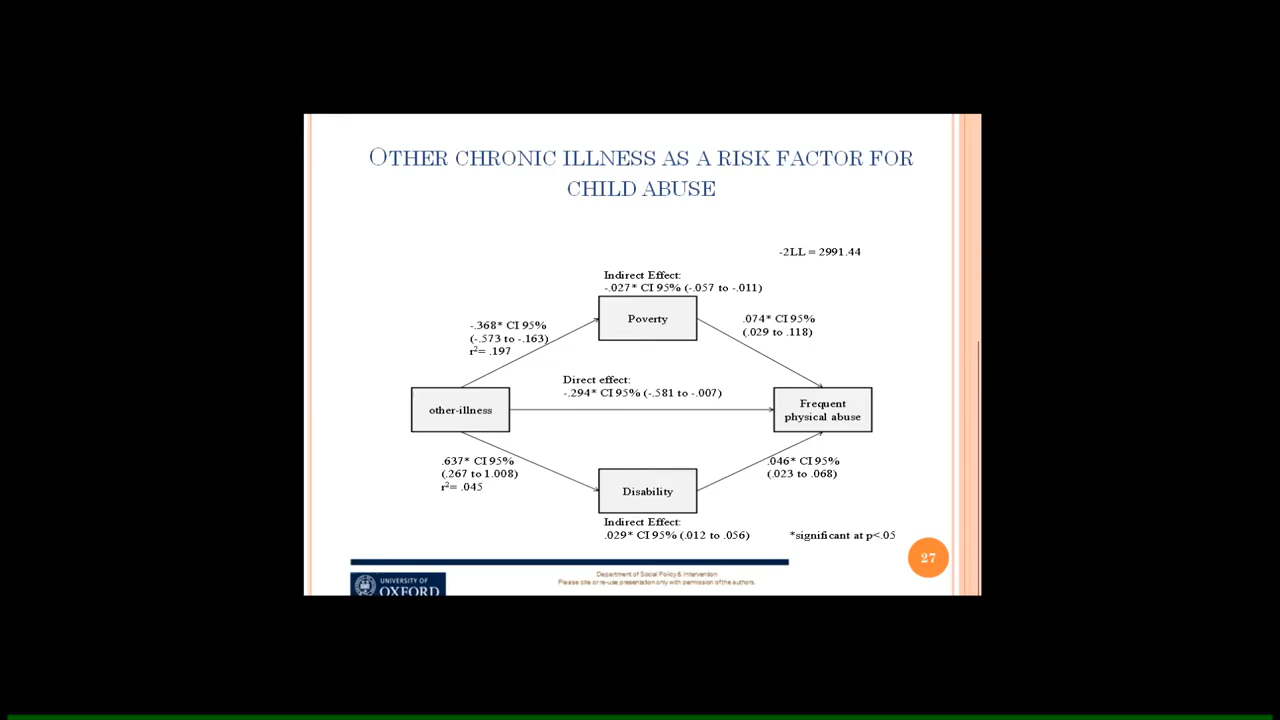 OTHER CHRONIC ILLNESS AS A RISK FACTOR FOR
CHILD ABUSE
-2LL = 2991.44
Indirect Effect:
-.027* CI 95% (-.057 to -.011)
Poverty
.074* CI 95%
(.029 to .118)
-.368* CI 95%
(-.573 to -.163)
r²= .197
Direct effect:
-.294* CI 95% (-.581 to -.007)
other-illness
Frequent
physical abuse
.637* CI 95%
(.267 to 1.008)
r²= .045
.046* CI 95%
(.023 to .068)
Disability
Indirect Effect:
.029* CI 95% (.012 to .056)
*significant at p<.05
27
Department of Social Policy & Intervention
Please cite or re-use presentation only with permission of the authors.
UNIVERSITY OF
OXFORD